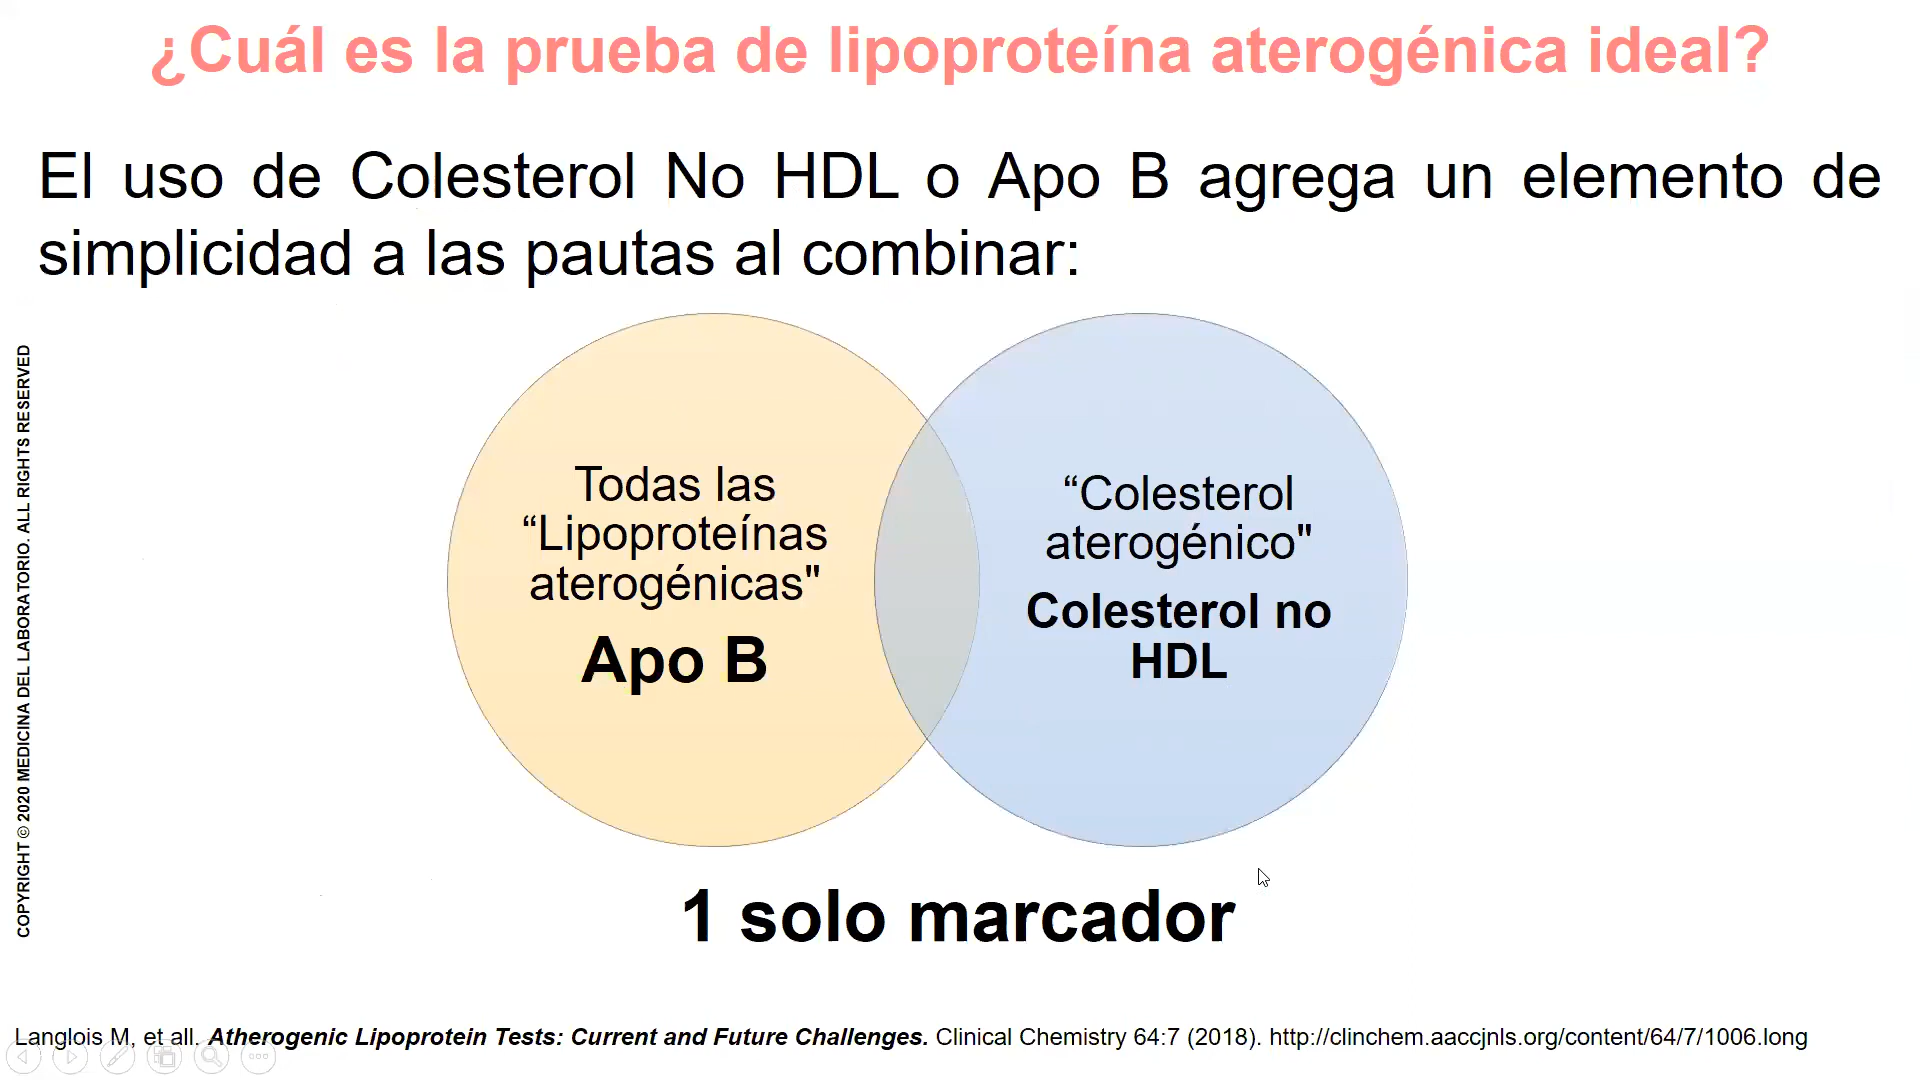 ¿Cuál es la prueba de lipoproteína aterogénica ideal?
El uso de Colesterol No HDL o Apo B agrega un elemento de
simplicidad a las pautas al combinar:
Todas las
“Lipoproteínas
aterogénicas"
Apo B
“Colesterol
aterogénico"
Colesterol no
HDL
1 solo marcador
COPYRIGHT © 2020 MEDICINA DEL LABORATORIO. ALL RIGHTS RESERVED
Langlois M, et all. Atherogenic Lipoprotein Tests: Current and Future Challenges. Clinical Chemistry 64:7 (2018). http://clinchem.aaccjnls.org/content/64/7/1006.long